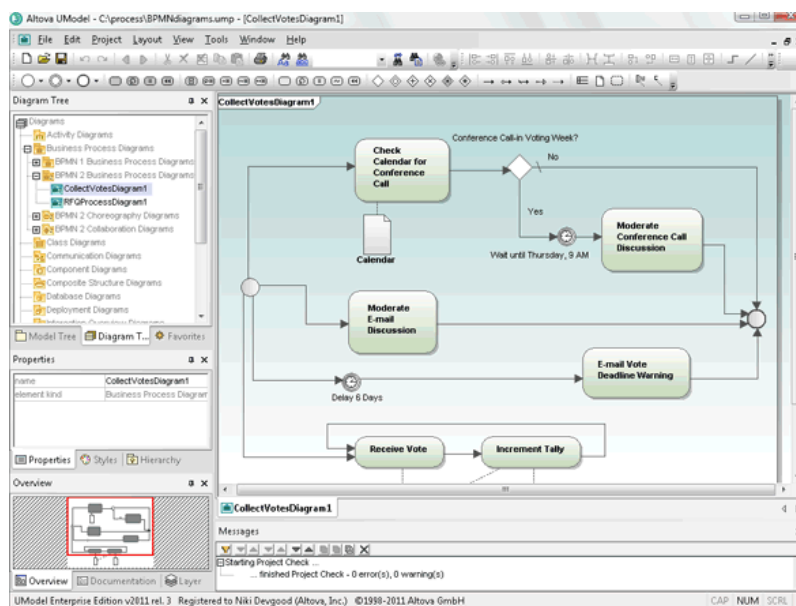 Altova UModel - C:\process\BPMNdiagrams.ump - [CollectVotesDiagram1]
File Edit Project Layout View Tools Window Help
Diagram Tree
Diagrams
Activity Diagrams
Business Process Diagrams
BPMN 1 Business Process Diagrams
BPMN 2 Business Process Diagrams
CollectVotesDiagram1
RFQProcessDiagram1
BPMN 2 Choreography Diagrams
BPMN 2 Collaboration Diagrams
Class Diagrams
Communication Diagrams
Component Diagrams
Composite Structure Diagrams
Database Diagrams
Deployment Diagrams
Interaction Overview Diagrams
Model Tree Diagram T... Favorites
Properties
name CollectVotesDiagram1
element kind Business Process Diagram
Properties Styles Hierarchy
Overview
Overview Documentation Layer
CollectVotesDiagram1
Conference Call-in Voting Week?
Check
Calendar for
Conference
Call
No
Yes
Calendar
Wait until Thursday, 9 AM
Moderate
Conference Call
Discussion
Moderate
E-mail
Discussion
E-mail Vote
Deadline Warning
Delay 6 Days
Receive Vote
Increment Tally
CollectVotesDiagram1
Messages
Starting Project Check ...
... finished Project Check - 0 error(s), 0 warning(s)
UModel Enterprise Edition v2011 rel. 3 Registered to Niki Devgood (Altova, Inc.) ©1998-2011 Altova GmbH CAP NUM SCRL